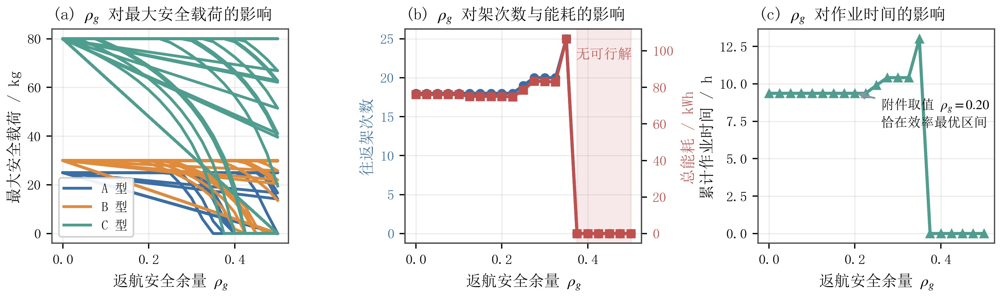 (a) ρg 对最大安全载荷的影响
最大安全载荷 / kg
80
60
40
20
0
A 型
B 型
C 型
0.0
0.2
0.4
返航安全余量 ρg
(b) ρg 对架次数与能耗的影响
往返架次数
25
20
15
10
5
0
无可行解
100
80
60
40
20
0
总能耗 / kWh
0.0
0.2
0.4
返航安全余量 ρg
(c) ρg 对作业时间的影响
累计作业时间 / h
12.5
10.0
7.5
5.0
2.5
0.0
附件取值 ρg=0.20
恰在效率最优区间
0.0
0.2
0.4
返航安全余量 ρg